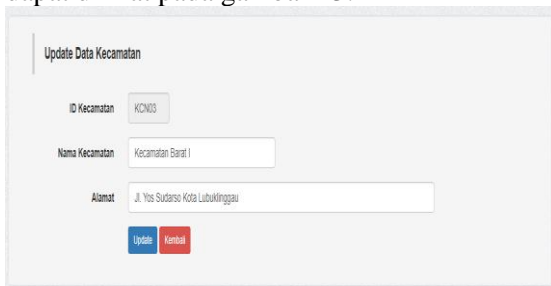 Update Data Kecamatan
ID Kecamatan KCN03
Nama Kecamatan Kecamatan Barat I
Alamat Jl. Yos Sudarso Kota Lubuklinggau
Update Kembali